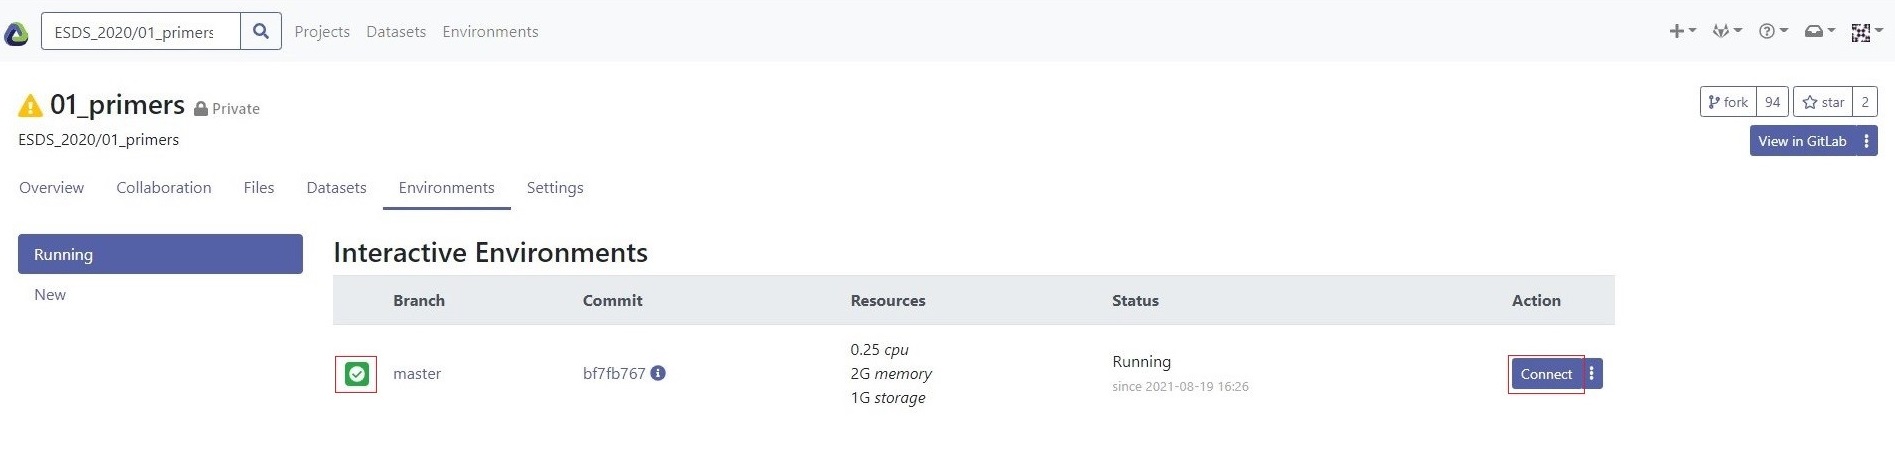 ESDS_2020/01_primers Projects Datasets Environments
01_primers Private
fork 94 star 2
ESDS_2020/01_primers
View in GitLab
Overview Collaboration Files Datasets Environments Settings
Running
New
Interactive Environments
Branch Commit Resources Status Action
master bf7fb767
0.25 cpu
2G memory
1G storage
Running
since 2021-08-19 16:26
Connect